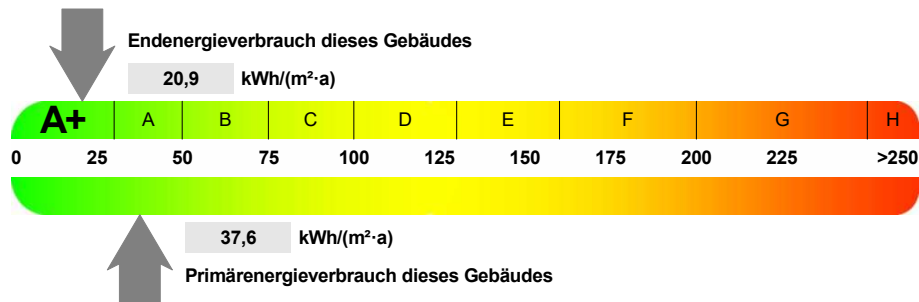 Endenergieverbrauch dieses Gebäudes
20,9 kWh/(m²·a)
A+ A B C D E F G H
0 25 50 75 100 125 150 175 200 225 >250
37,6 kWh/(m²·a)
Primärenergieverbrauch dieses Gebäudes